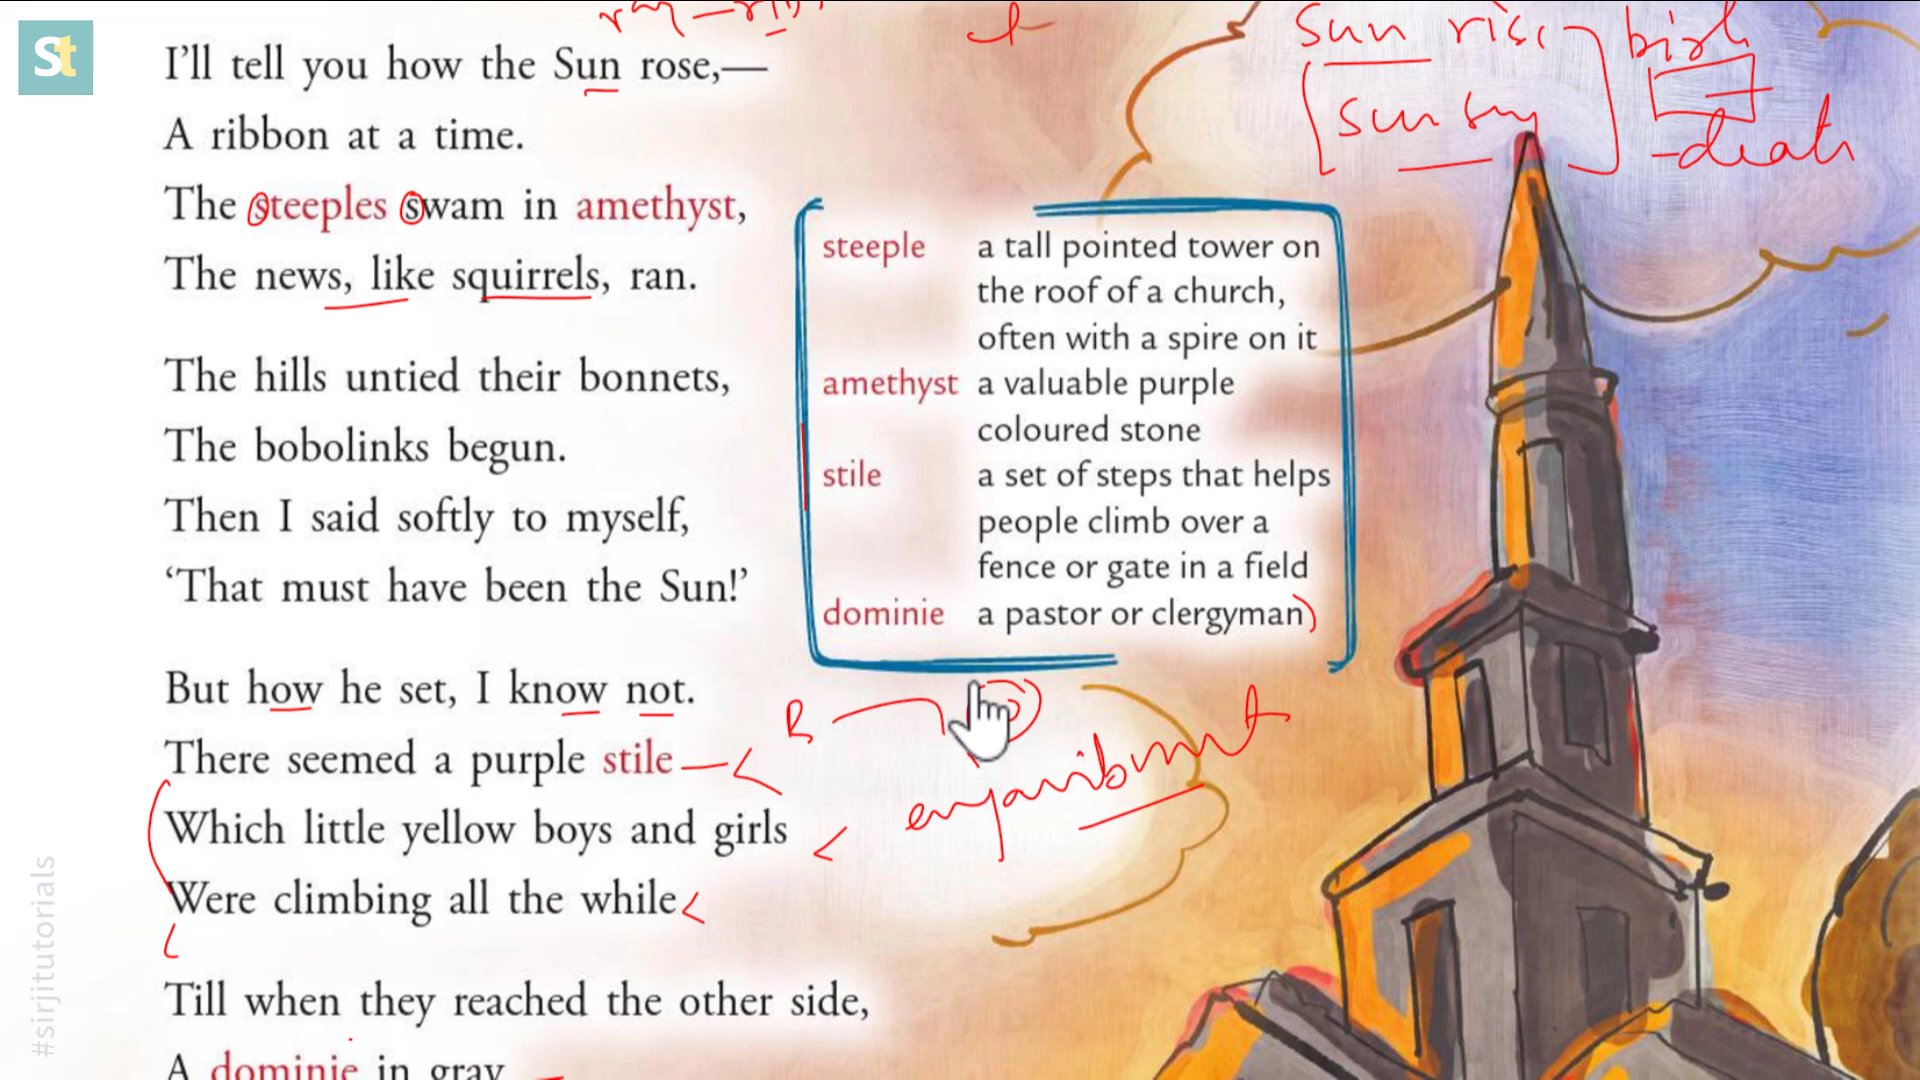 St
I'll tell you how the Sun rose,—
A ribbon at a time.
The steeples swam in amethyst,
The news, like squirrels, ran.
The hills untied their bonnets,
The bobolinks begun.
Then I said softly to myself,
‘That must have been the Sun!’
But how he set, I know not.
There seemed a purple stile
Which little yellow boys and girls
Were climbing all the while
Till when they reached the other side,
A dominie in gray
steeple a tall pointed tower on
the roof of a church,
often with a spire on it
amethyst a valuable purple
coloured stone
stile a set of steps that helps
people climb over a
fence or gate in a field
dominie a pastor or clergyman
sun rise
sun
death
#sirjitutorials